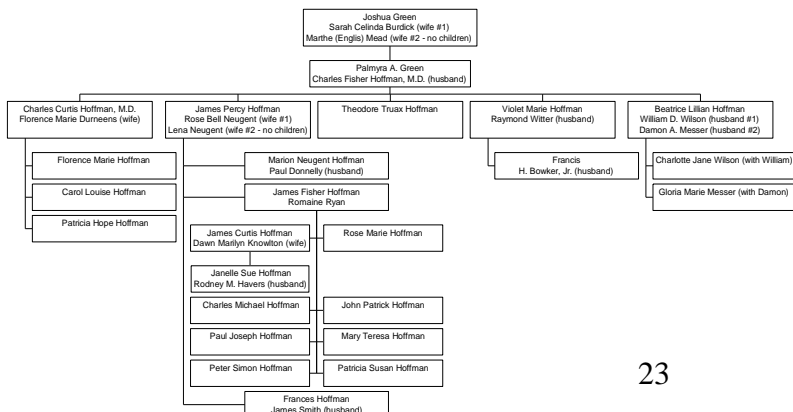 Joshua Green
Sarah Celinda Burdick (wife #1)
Marthe (Englis) Mead (wife #2 - no children)
Palmyra A. Green
Charles Fisher Hoffman, M.D. (husband)
Charles Curtis Hoffman, M.D.
Florence Marie Durneens (wife)
James Percy Hoffman
Rose Bell Neugent (wife #1)
Lena Neugent (wife #2 - no children)
Theodore Truax Hoffman
Violet Marie Hoffman
Raymond Witter (husband)
Beatrice Lillian Hoffman
William D. Wilson (husband #1)
Damon A. Messer (husband #2)
Florence Marie Hoffman
Carol Louise Hoffman
Patricia Hope Hoffman
Marion Neugent Hoffman
Paul Donnelly (husband)
James Fisher Hoffman
Romaine Ryan
James Curtis Hoffman
Dawn Marilyn Knowlton (wife)
Rose Marie Hoffman
Janelle Sue Hoffman
Rodney M. Havers (husband)
Charles Michael Hoffman
John Patrick Hoffman
Paul Joseph Hoffman
Mary Teresa Hoffman
Peter Simon Hoffman
Patricia Susan Hoffman
Frances Hoffman
James Smith (husband)
Francis
H. Bowker, Jr. (husband)
Charlotte Jane Wilson (with William)
Gloria Marie Messer (with Damon)
23